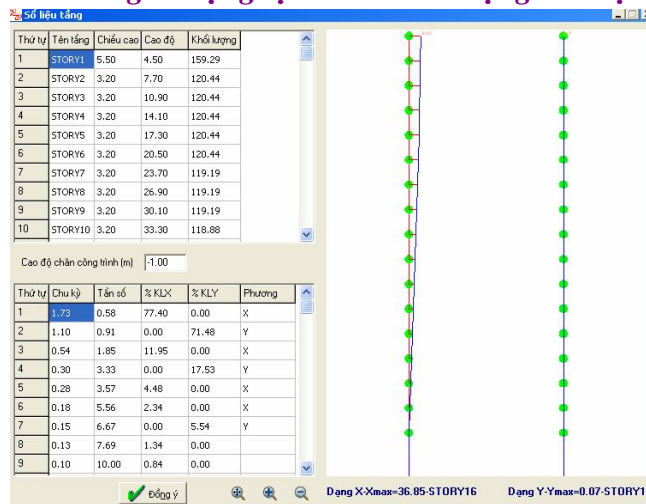 Số liệu tầng
Thứ tự Tên tầng Chiều cao Cao độ Khối lượng
1 STORY1 5.50 4.50 159.29
2 STORY2 3.20 7.70 120.44
3 STORY3 3.20 10.90 120.44
4 STORY4 3.20 14.10 120.44
5 STORY5 3.20 17.30 120.44
6 STORY6 3.20 20.50 120.44
7 STORY7 3.20 23.70 119.19
8 STORY8 3.20 26.90 119.19
9 STORY9 3.20 30.10 119.19
10 STORY10 3.20 33.30 118.88
Cao độ chân công trình (m) -1.00
Thứ tự Chu kỳ Tần số % KLX % KLY Phương
1 1.73 0.58 77.40 0.00 X
2 1.10 0.91 0.00 71.48 Y
3 0.54 1.85 11.95 0.00 X
4 0.30 3.33 0.00 17.53 Y
5 0.28 3.57 4.48 0.00 X
6 0.18 5.56 2.34 0.00 X
7 0.15 6.67 0.00 5.54 Y
8 0.13 7.69 1.34 0.00
9 0.10 10.00 0.84 0.00
Đồng ý
Dạng X-Xmax=36.85-STORY16 Dạng Y-Ymax=0.07-STORY1